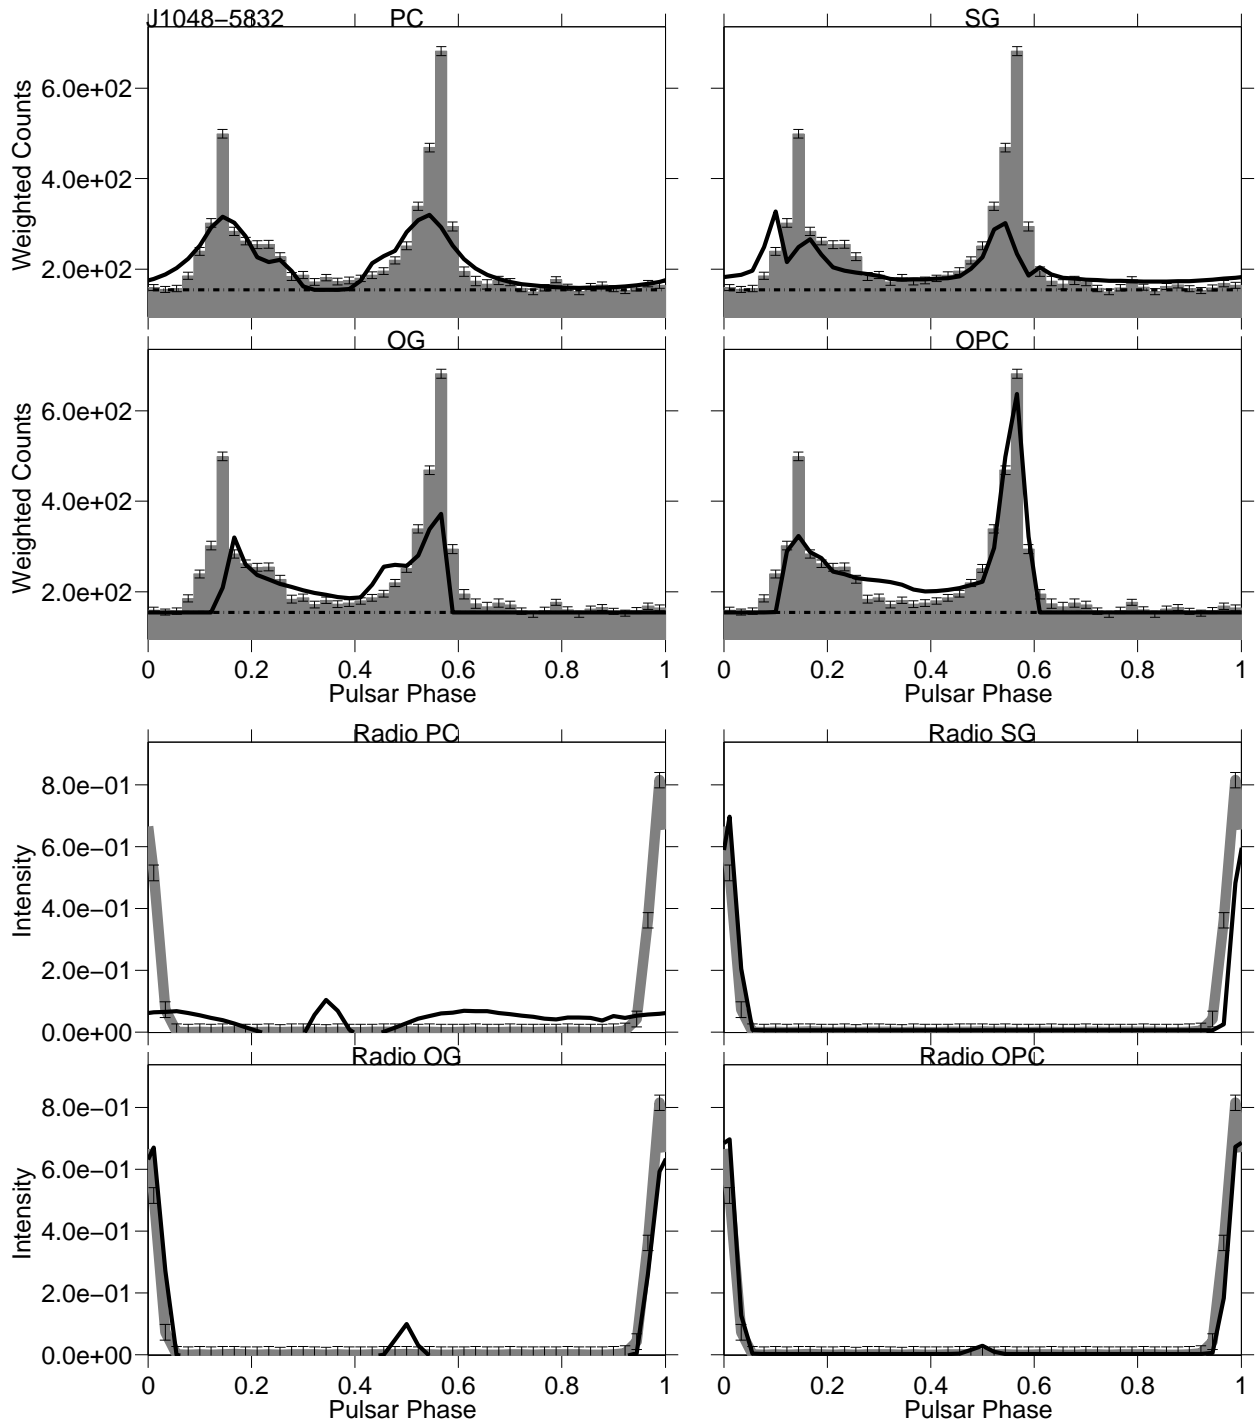 J1048−5832 PC SG
6.0e+02
4.0e+02
2.0e+02
Weighted Counts
OG OPC
6.0e+02
4.0e+02
2.0e+02
Weighted Counts
0 0.2 0.4 0.6 0.8 1 0 0.2 0.4 0.6 0.8 1
Pulsar Phase Pulsar Phase
Radio PC Radio SG
8.0e−01
6.0e−01
4.0e−01
2.0e−01
0.0e+00
Intensity
Radio OG Radio OPC
8.0e−01
6.0e−01
4.0e−01
2.0e−01
0.0e+00
Intensity
0 0.2 0.4 0.6 0.8 1 0 0.2 0.4 0.6 0.8 1
Pulsar Phase Pulsar Phase